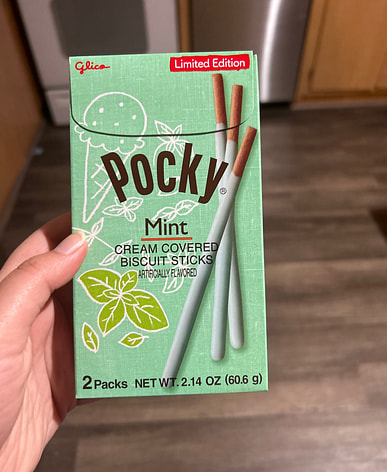 Glico
Limited Edition
POCKY®
Mint
CREAM COVERED
BISCUIT STICKS
ARTIFICIALLY FLAVORED
2 Packs NET WT. 2.14 OZ (60.6 g)